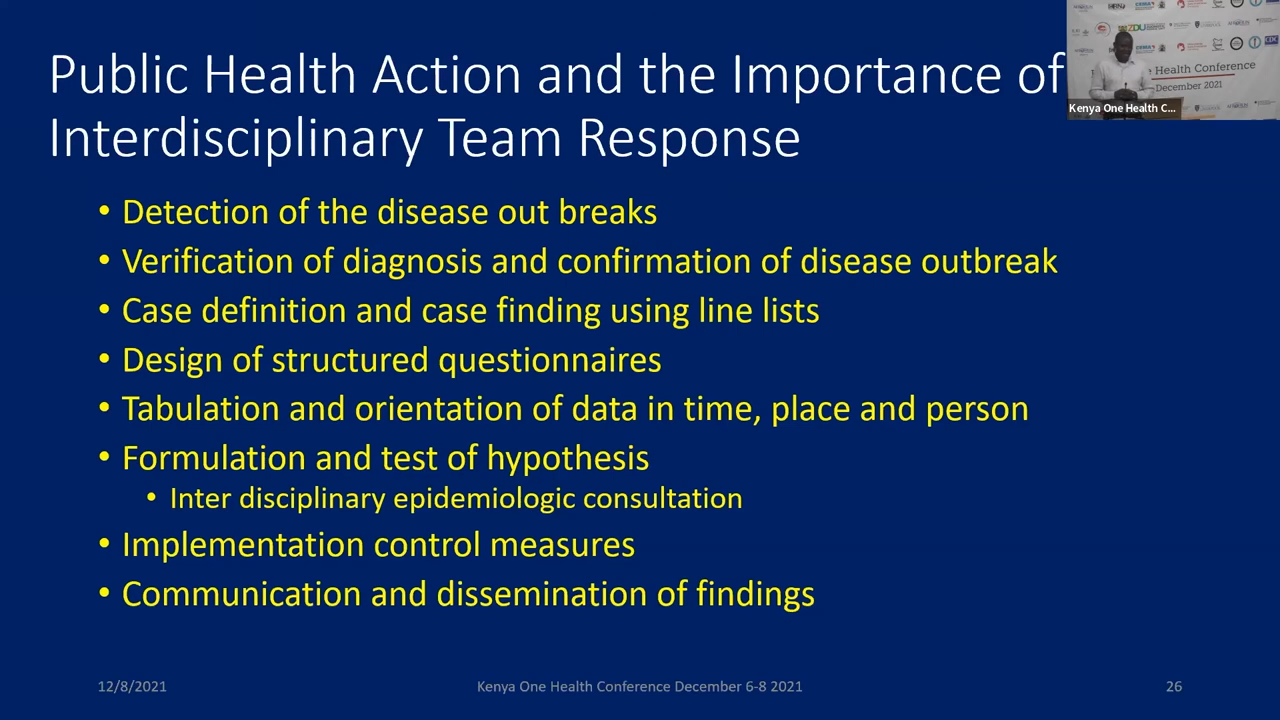 Public Health Action and the Importance of
Interdisciplinary Team Response
• Detection of the disease out breaks
• Verification of diagnosis and confirmation of disease outbreak
• Case definition and case finding using line lists
• Design of structured questionnaires
• Tabulation and orientation of data in time, place and person
• Formulation and test of hypothesis
• Inter disciplinary epidemiologic consultation
• Implementation control measures
• Communication and dissemination of findings
12/8/2021
Kenya One Health Conference December 6-8 2021
26
ZDU
Health Conference
December 2021
Kenya One Health C...